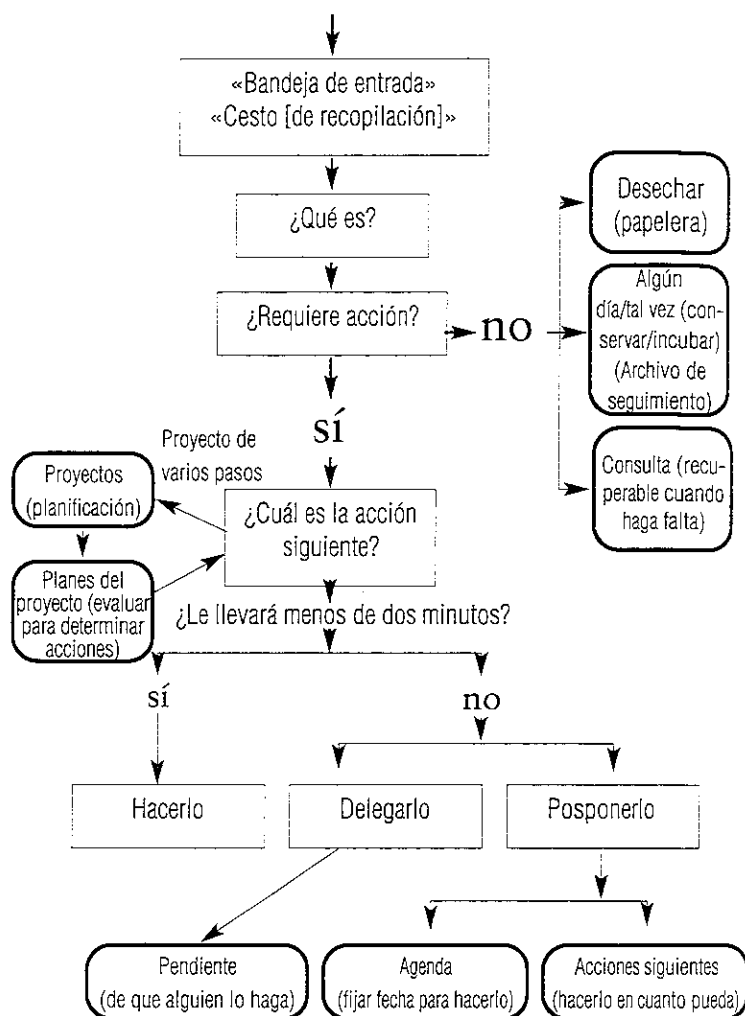 «Bandeja de entrada»
«Cesto [de recopilación]»
¿Qué es?
¿Requiere acción?
no
Desechar
(papelera)
Algún
día/tal vez (con-
servar/incubar)
(Archivo de
seguimiento)
Consulta (recu-
perable cuando
haga falta)
sí
Proyecto de
varios pasos
Proyectos
(planificación)
¿Cuál es la acción
siguiente?
Planes del
proyecto (evaluar
para determinar
acciones)
¿Le llevará menos de dos minutos?
sí
no
Hacerlo
Delegarlo
Posponerlo
Pendiente
(de que alguien lo haga)
Agenda
(fijar fecha para hacerlo)
Acciones siguientes
(hacerlo en cuanto pueda)